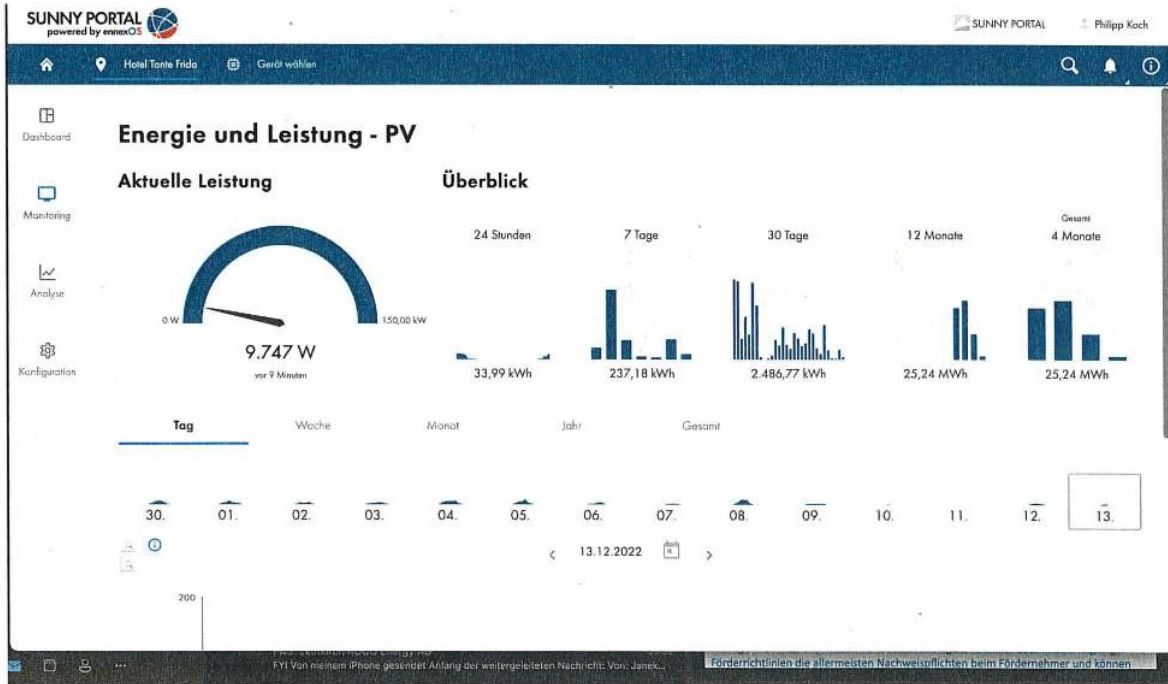 SUNNY PORTAL
powered by ennexOS
SUNNY PORTAL
Philipp Koch
Hotel Tante Frida
Gerät wählen
Dashboard
Monitoring
Analyse
Konfiguration
Energie und Leistung - PV
Aktuelle Leistung
0 W
150,00 kW
9.747 W
vor 9 Minuten
Überblick
24 Stunden
33,99 kWh
7 Tage
237,18 kWh
30 Tage
2.486,77 kWh
12 Monate
25,24 MWh
Gesamt
4 Monate
25,24 MWh
Tag Woche Monat Jahr Gesamt
30. 01. 02. 03. 04. 05. 06. 07. 08. 09. 10. 11. 12. 13.
13.12.2022
200
FYI Von meinem iPhone gesendet Anfang der weitergeleiteten Nachricht: Von: Janek...
Förderrichtlinien die allermeisten Nachweispflichten beim Fördernehmer und können